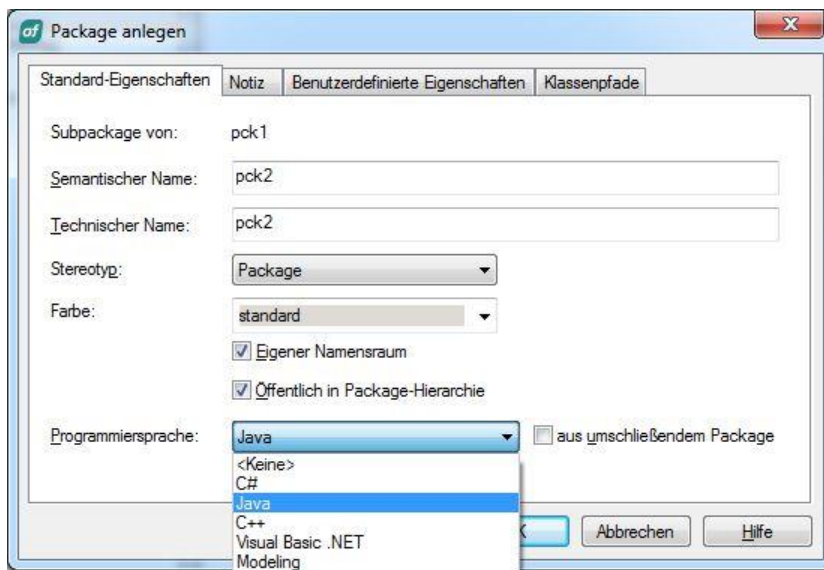 af Package anlegen
Standard-Eigenschaften Notiz Benutzerdefinierte Eigenschaften Klassenpfade
Subpackage von: pck1
Semantischer Name: pck2
Technischer Name: pck2
Stereotyp: Package
Farbe: standard
Eigener Namensraum
Öffentlich in Package-Hierarchie
Programmiersprache: Java aus umschließendem Package
<Keine>
C#
Java
C++
Visual Basic .NET
Modeling
Abbrechen Hilfe